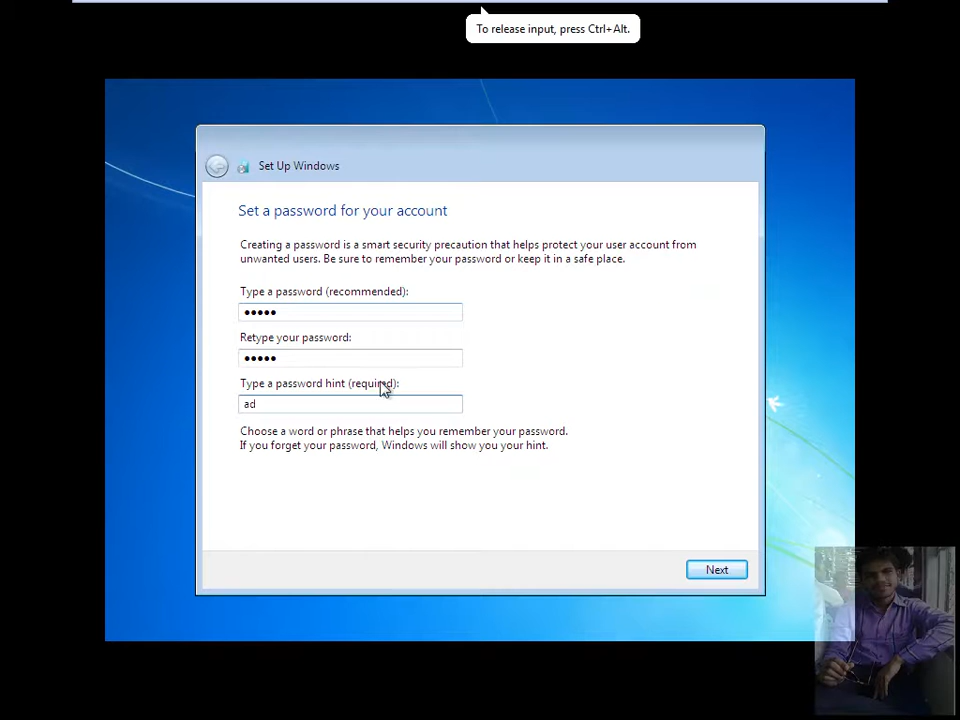 To release input, press Ctrl+Alt.
Set Up Windows
Set a password for your account
Creating a password is a smart security precaution that helps protect your user account from
unwanted users. Be sure to remember your password or keep it in a safe place.
Type a password (recommended):
●●●●●
Retype your password:
●●●●●
Type a password hint (required):
ad
Choose a word or phrase that helps you remember your password.
If you forget your password, Windows will show you your hint.
Next